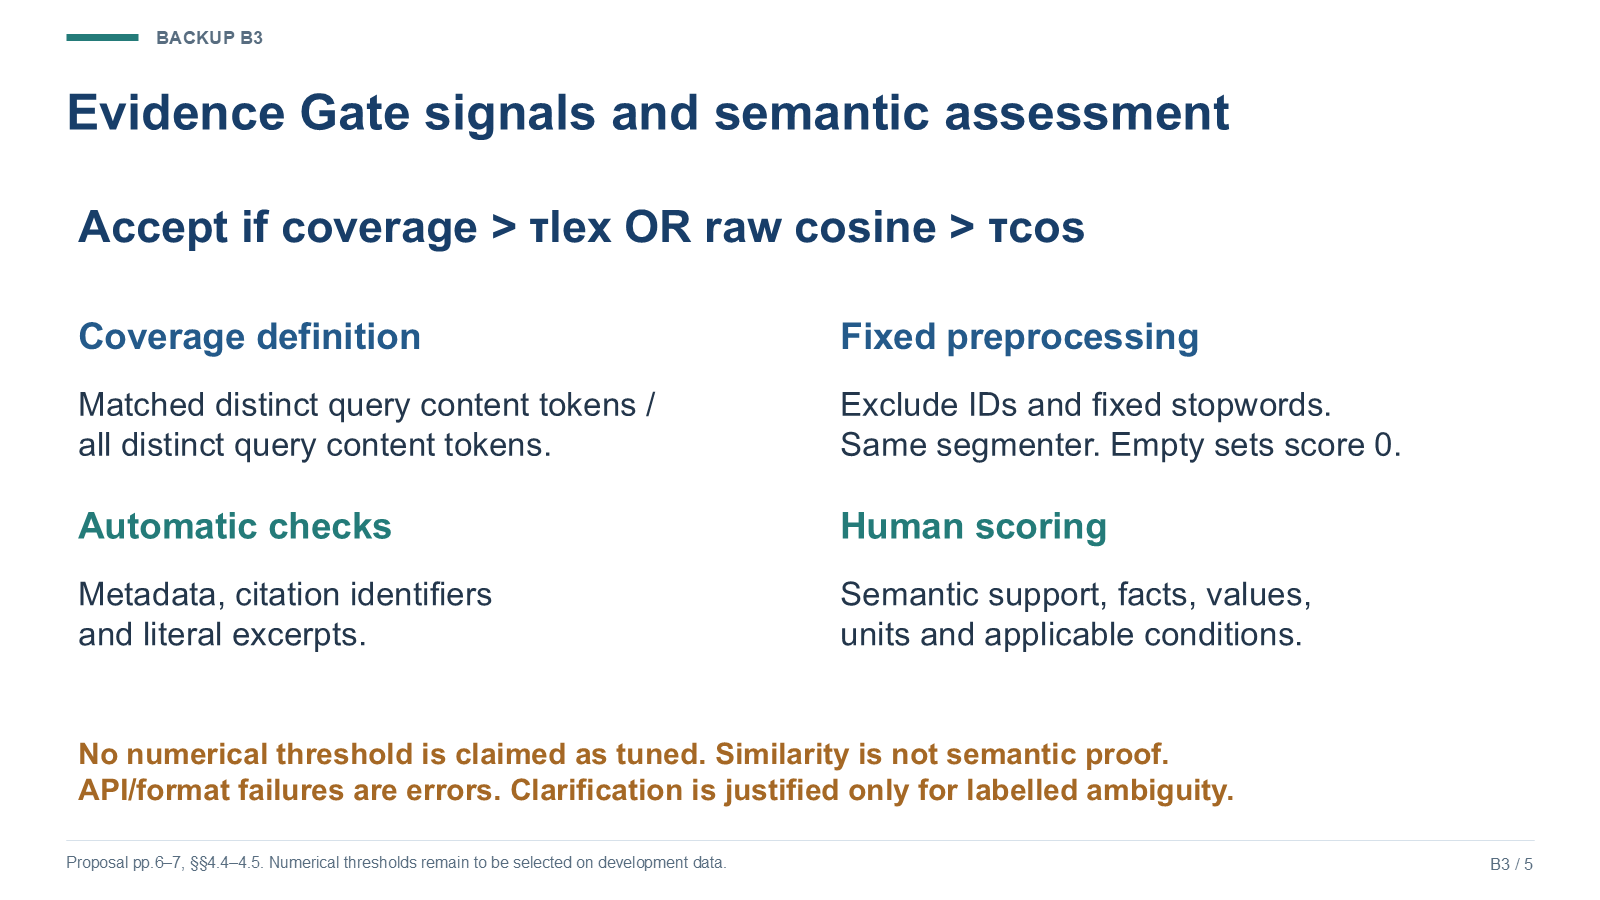 BACKUP B3
Evidence Gate signals and semantic assessment
Accept if coverage > τlex OR raw cosine > τcos
Coverage definition
Matched distinct query content tokens /
all distinct query content tokens.
Fixed preprocessing
Exclude IDs and fixed stopwords.
Same segmenter. Empty sets score 0.
Automatic checks
Metadata, citation identifiers
and literal excerpts.
Human scoring
Semantic support, facts, values,
units and applicable conditions.
No numerical threshold is claimed as tuned. Similarity is not semantic proof.
API/format failures are errors. Clarification is justified only for labelled ambiguity.
Proposal pp.6–7, §§4.4–4.5. Numerical thresholds remain to be selected on development data.
B3 / 5